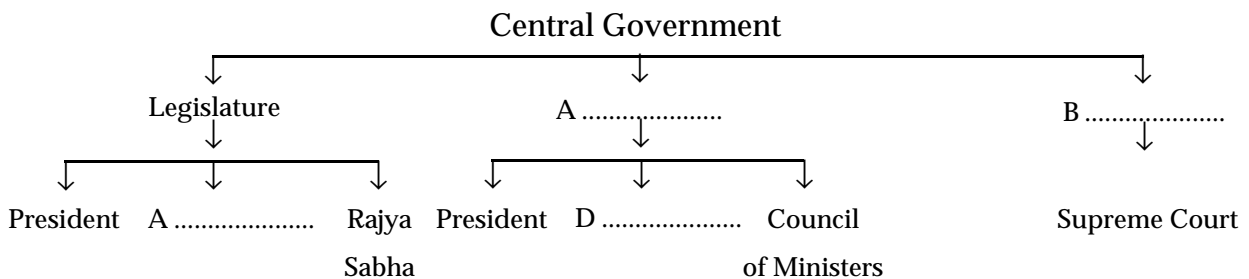 Central Government
Legislature A ..................... B .....................
President A ..................... Rajya President D ..................... Council Supreme Court
Sabha of Ministers